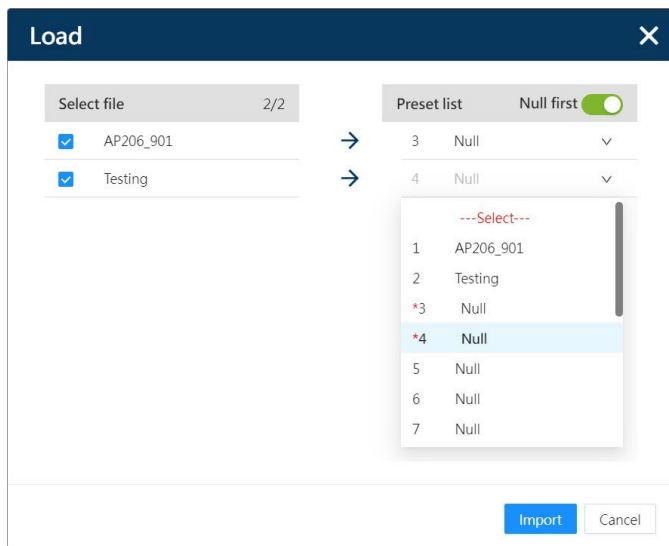 Load
Select file 2/2 Preset list Null first
AP206_901 → 3 Null
Testing → 4 Null
---Select---
1 AP206_901
2 Testing
*3 Null
*4 Null
5 Null
6 Null
7 Null
Import Cancel